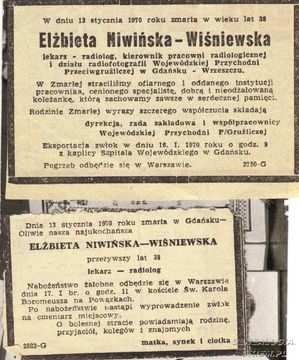 W dniu 13 stycznia 1970 roku zmarła w wieku lat 38
Elżbieta Niwińska-Wiśniewska
lekarz - radiolog, kierownik pracowni radiologicznej
i działu radiofotografii Wojewódzkiej Przychodni
Przeciwgruźliczej w Gdańsku - Wrzeszczu.
W Zmarłej straciliśmy ofiarnego i oddanego instytucji
pracownika, cenionego specjalistę, dobrą i nieodżałowaną
koleżankę, którą zachowamy zawsze w serdecznej pamięci.
Rodzinie Zmarłej wyrazy szczerego współczucia składają
dyrekcja, rada zakładowa i współpracownicy
Wojewódzkiej Przychodni P/Gruźliczej
Eksportacja zwłok w dniu 16. I. 1970 roku o godz. 9
z kaplicy Szpitala Wojewódzkiego w Gdańsku.
Pogrzeb odbędzie się w Warszawie. 2750-G
Dnia 13 stycznia 1970 roku zmarła w Gdańsku—
Oliwie nasza najukochańsza
ELŻBIETA NIWIŃSKA—WIŚNIEWSKA
przeżywszy lat 38
lekarz — radiolog
Nabożeństwo żałobne odbędzie się w Warszawie
dnia 17. I br. o godz. 11 w kościele Św. Karola
Boromeusza na Powązkach.
Po nabożeństwie nastąpi wyprowadzenie zwłok
na cmentarz miejscowy.
O bolesnej stracie powiadamiają rodzinę,
przyjaciół, kolegów i znajomych
matka, synek i ciotka
2882-G